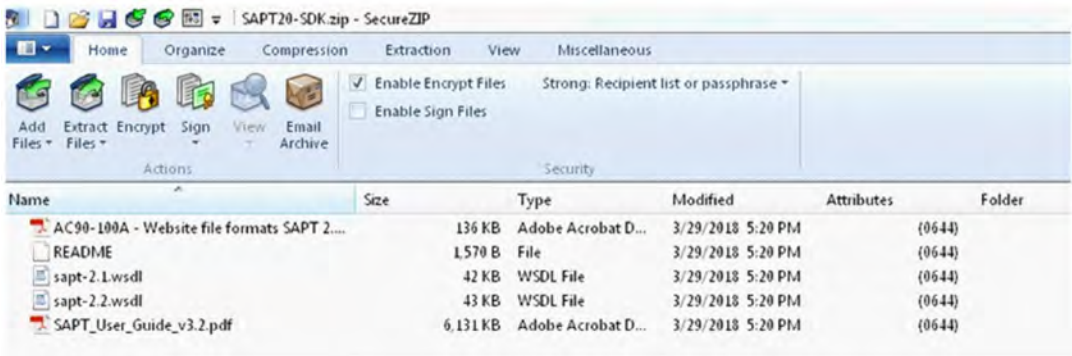 SAPT20-SDK.zip - SecureZIP
Home Organize Compression Extraction View Miscellaneous
Enable Encrypt Files Strong: Recipient list or passphrase
Enable Sign Files
Add Files Extract Files Encrypt Sign View Email Archive
Actions Security
Name Size Type Modified Attributes Folder
AC90-100A - Website file formats SAPT 2.... 136 KB Adobe Acrobat D... 3/29/2018 5:20 PM (0644)
README 1,570 B File 3/29/2018 5:20 PM (0644)
sapt-2.1.wsdl 42 KB WSDL File 3/29/2018 5:20 PM (0644)
sapt-2.2.wsdl 43 KB WSDL File 3/29/2018 5:20 PM (0644)
SAPT_User_Guide_v3.2.pdf 6,131 KB Adobe Acrobat D... 3/29/2018 5:20 PM (0644)